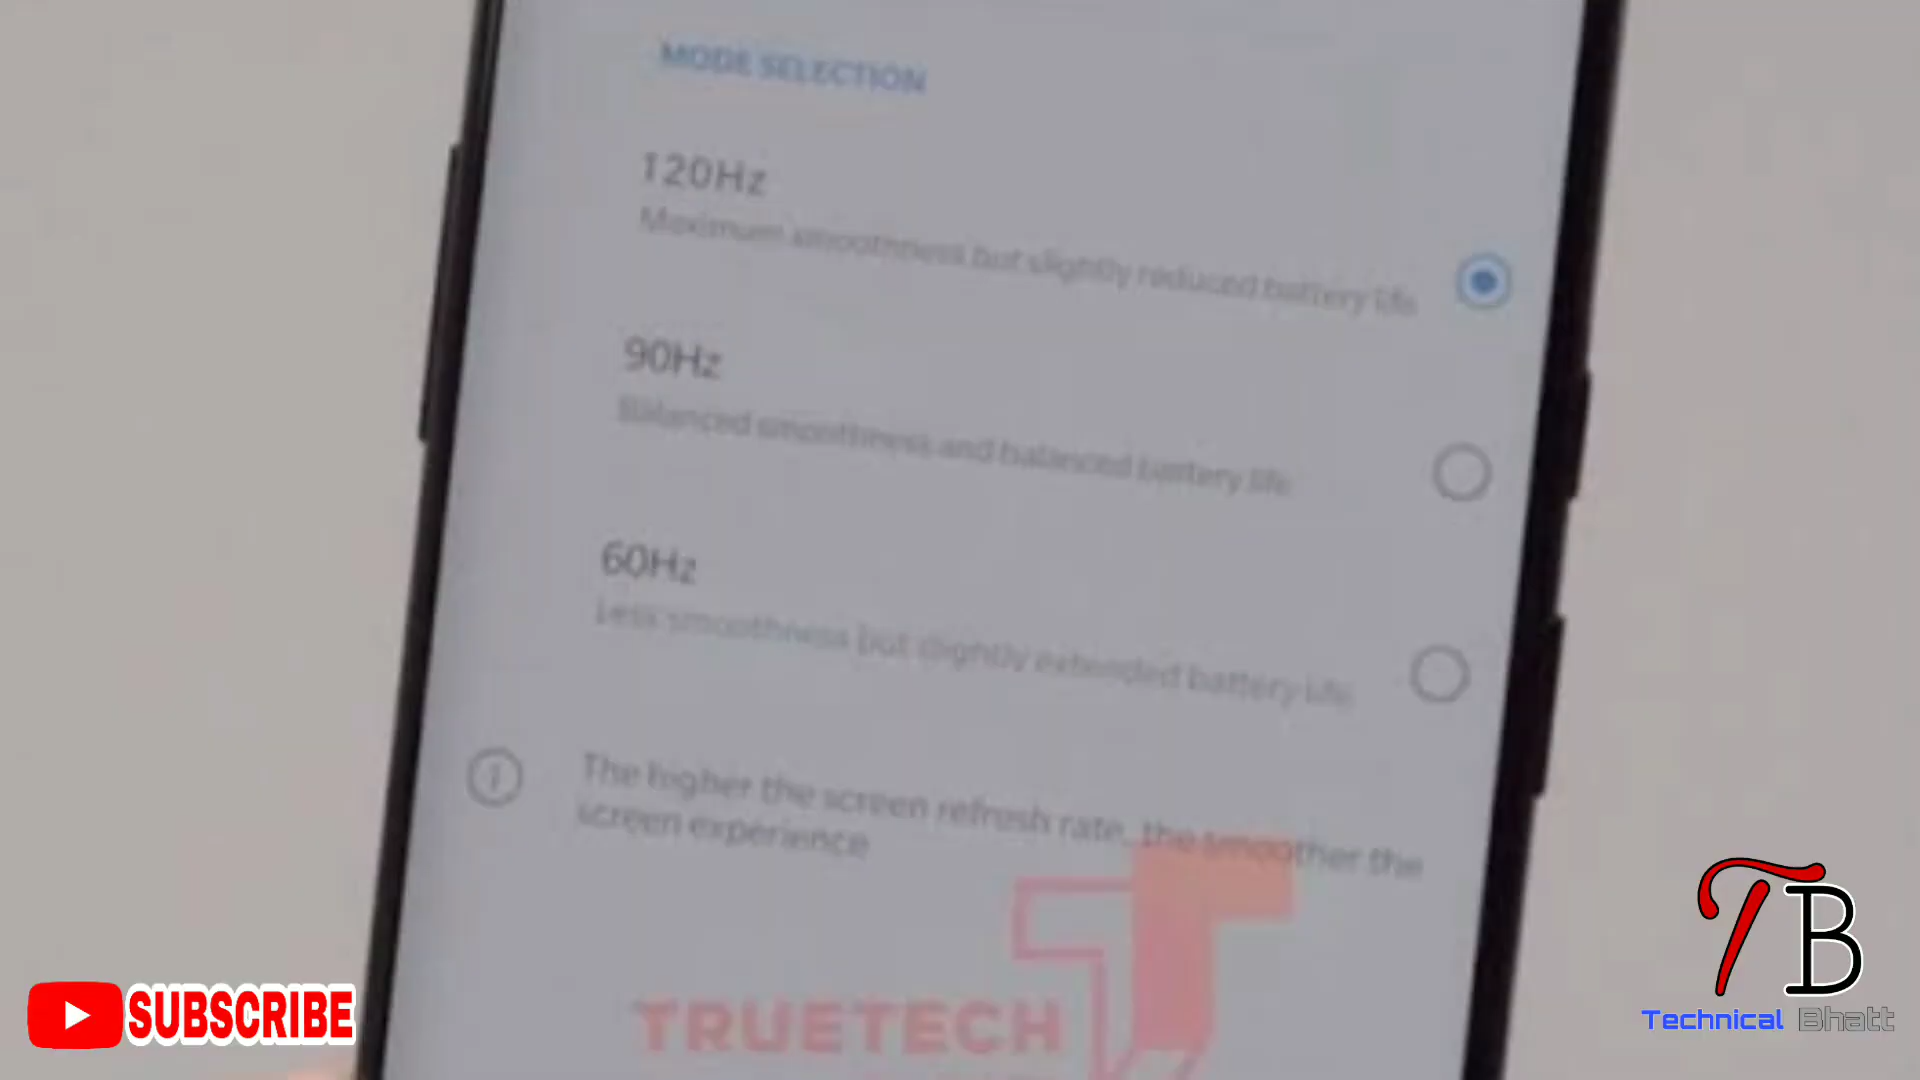 MODE SELECTION
120Hz
Maximum smoothness but slightly reduced battery life
90Hz
Balanced smoothness and balanced battery life
60Hz
Less smoothness but slightly extended battery life
The higher the screen refresh rate, the smoother the
screen experience
TRUETECH
SUBSCRIBE
TB
Technical Bhatt